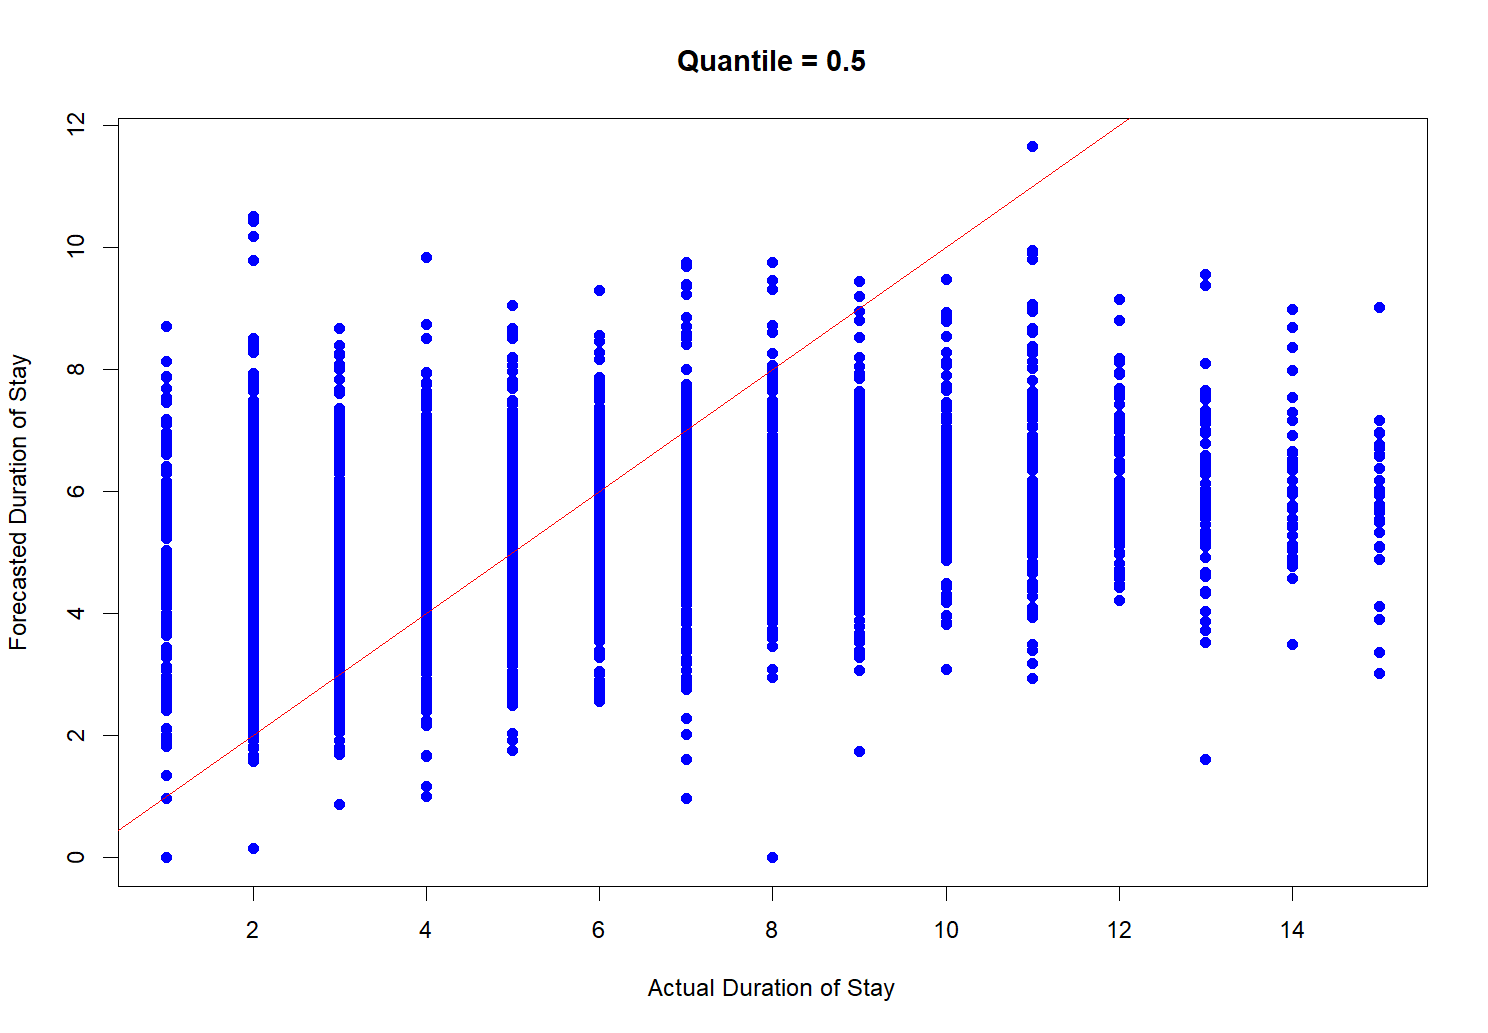 Quantile = 0.5
Forecasted Duration of Stay
12
10
8
6
4
2
0
2 4 6 8 10 12 14
Actual Duration of Stay